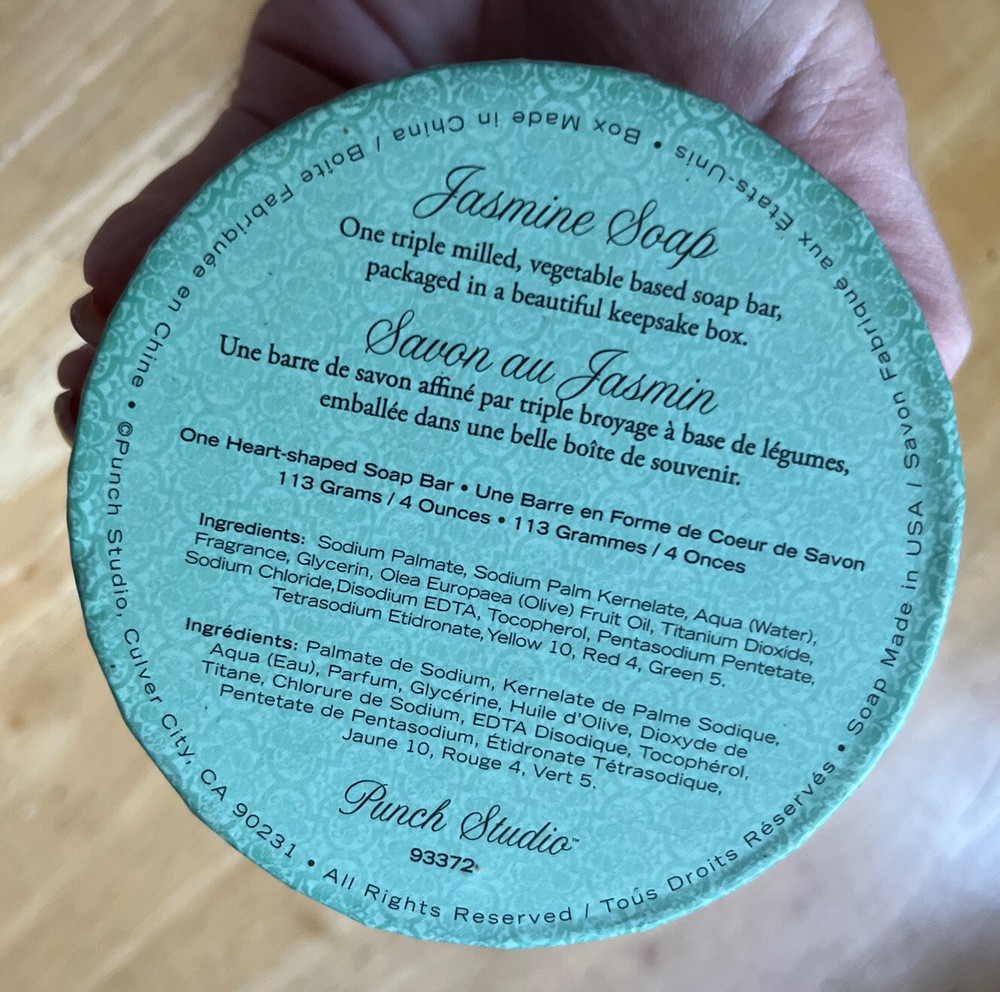 Jasmine Soap
One triple milled, vegetable based soap bar,
packaged in a beautiful keepsake box.
Savon au Jasmin
Une barre de savon affiné par triple broyage à base de légumes,
emballée dans une belle boîte de souvenir.
One Heart-shaped Soap Bar • Une Barre en Forme de Coeur de Savon
113 Grams / 4 Ounces • 113 Grammes / 4 Onces
Ingredients: Sodium Palmate, Sodium Palm Kernelate, Aqua (Water),
Fragrance, Glycerin, Olea Europaea (Olive) Fruit Oil, Titanium Dioxide,
Sodium Chloride,Disodium EDTA, Tocopherol, Pentasodium Pentetate,
Tetrasodium Etidronate,Yellow 10, Red 4, Green 5.
Ingrédients: Palmate de Sodium, Kernelate de Palme Sodique,
Aqua (Eau), Parfum, Glycérine, Huile d'Olive, Dioxyde de
Titane, Chlorure de Sodium, EDTA Disodique, Tocophérol,
Pentetate de Pentasodium, Étidronate Tétrasodique,
Jaune 10, Rouge 4, Vert 5.
Punch Studio™
93372
©Punch Studio, Culver City, CA 90231 • All Rights Reserved / Toûs Droits Réservés • Soap Made in USA / Savon Fabriqué aux États-Unis • Box Made in China / Boîte Fabriquée en Chine •